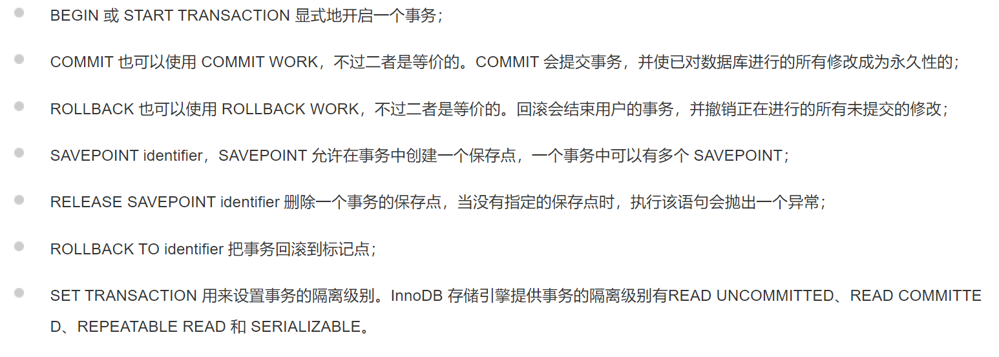 BEGIN 或 START TRANSACTION 显式地开启一个事务；
COMMIT 也可以使用 COMMIT WORK，不过二者是等价的。COMMIT 会提交事务，并使已对数据库进行的所有修改成为永久性的；
ROLLBACK 也可以使用 ROLLBACK WORK，不过二者是等价的。回滚会结束用户的事务，并撤销正在进行的所有未提交的修改；
SAVEPOINT identifier，SAVEPOINT 允许在事务中创建一个保存点，一个事务中可以有多个 SAVEPOINT；
RELEASE SAVEPOINT identifier 删除一个事务的保存点，当没有指定的保存点时，执行该语句会抛出一个异常；
ROLLBACK TO identifier 把事务回滚到标记点；
SET TRANSACTION 用来设置事务的隔离级别。InnoDB 存储引擎提供事务的隔离级别有READ UNCOMMITTED、READ COMMITTE
D、REPEATABLE READ 和 SERIALIZABLE。